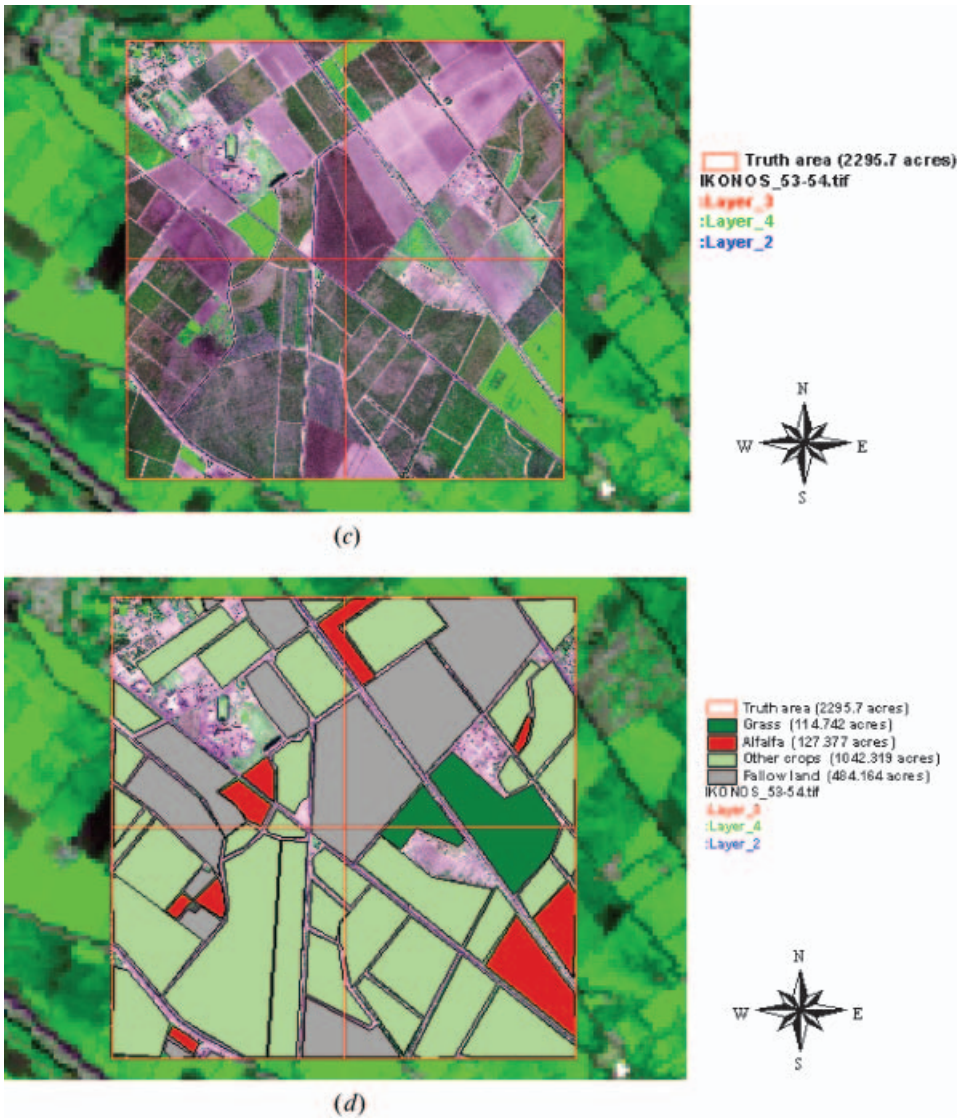 Truth area (2295.7 acres)
IKONOS_53-54.tif
:Layer_3
:Layer_4
:Layer_2
N
W E
S
(c)
Truth area (2295.7 acres)
Grass (114.742 acres)
Alfalfa (127.377 acres)
Other crops (1042.319 acres)
Fallow land (484.164 acres)
IKONOS_53-54.tif
:Layer_3
:Layer_4
:Layer_2
N
W E
S
(d)